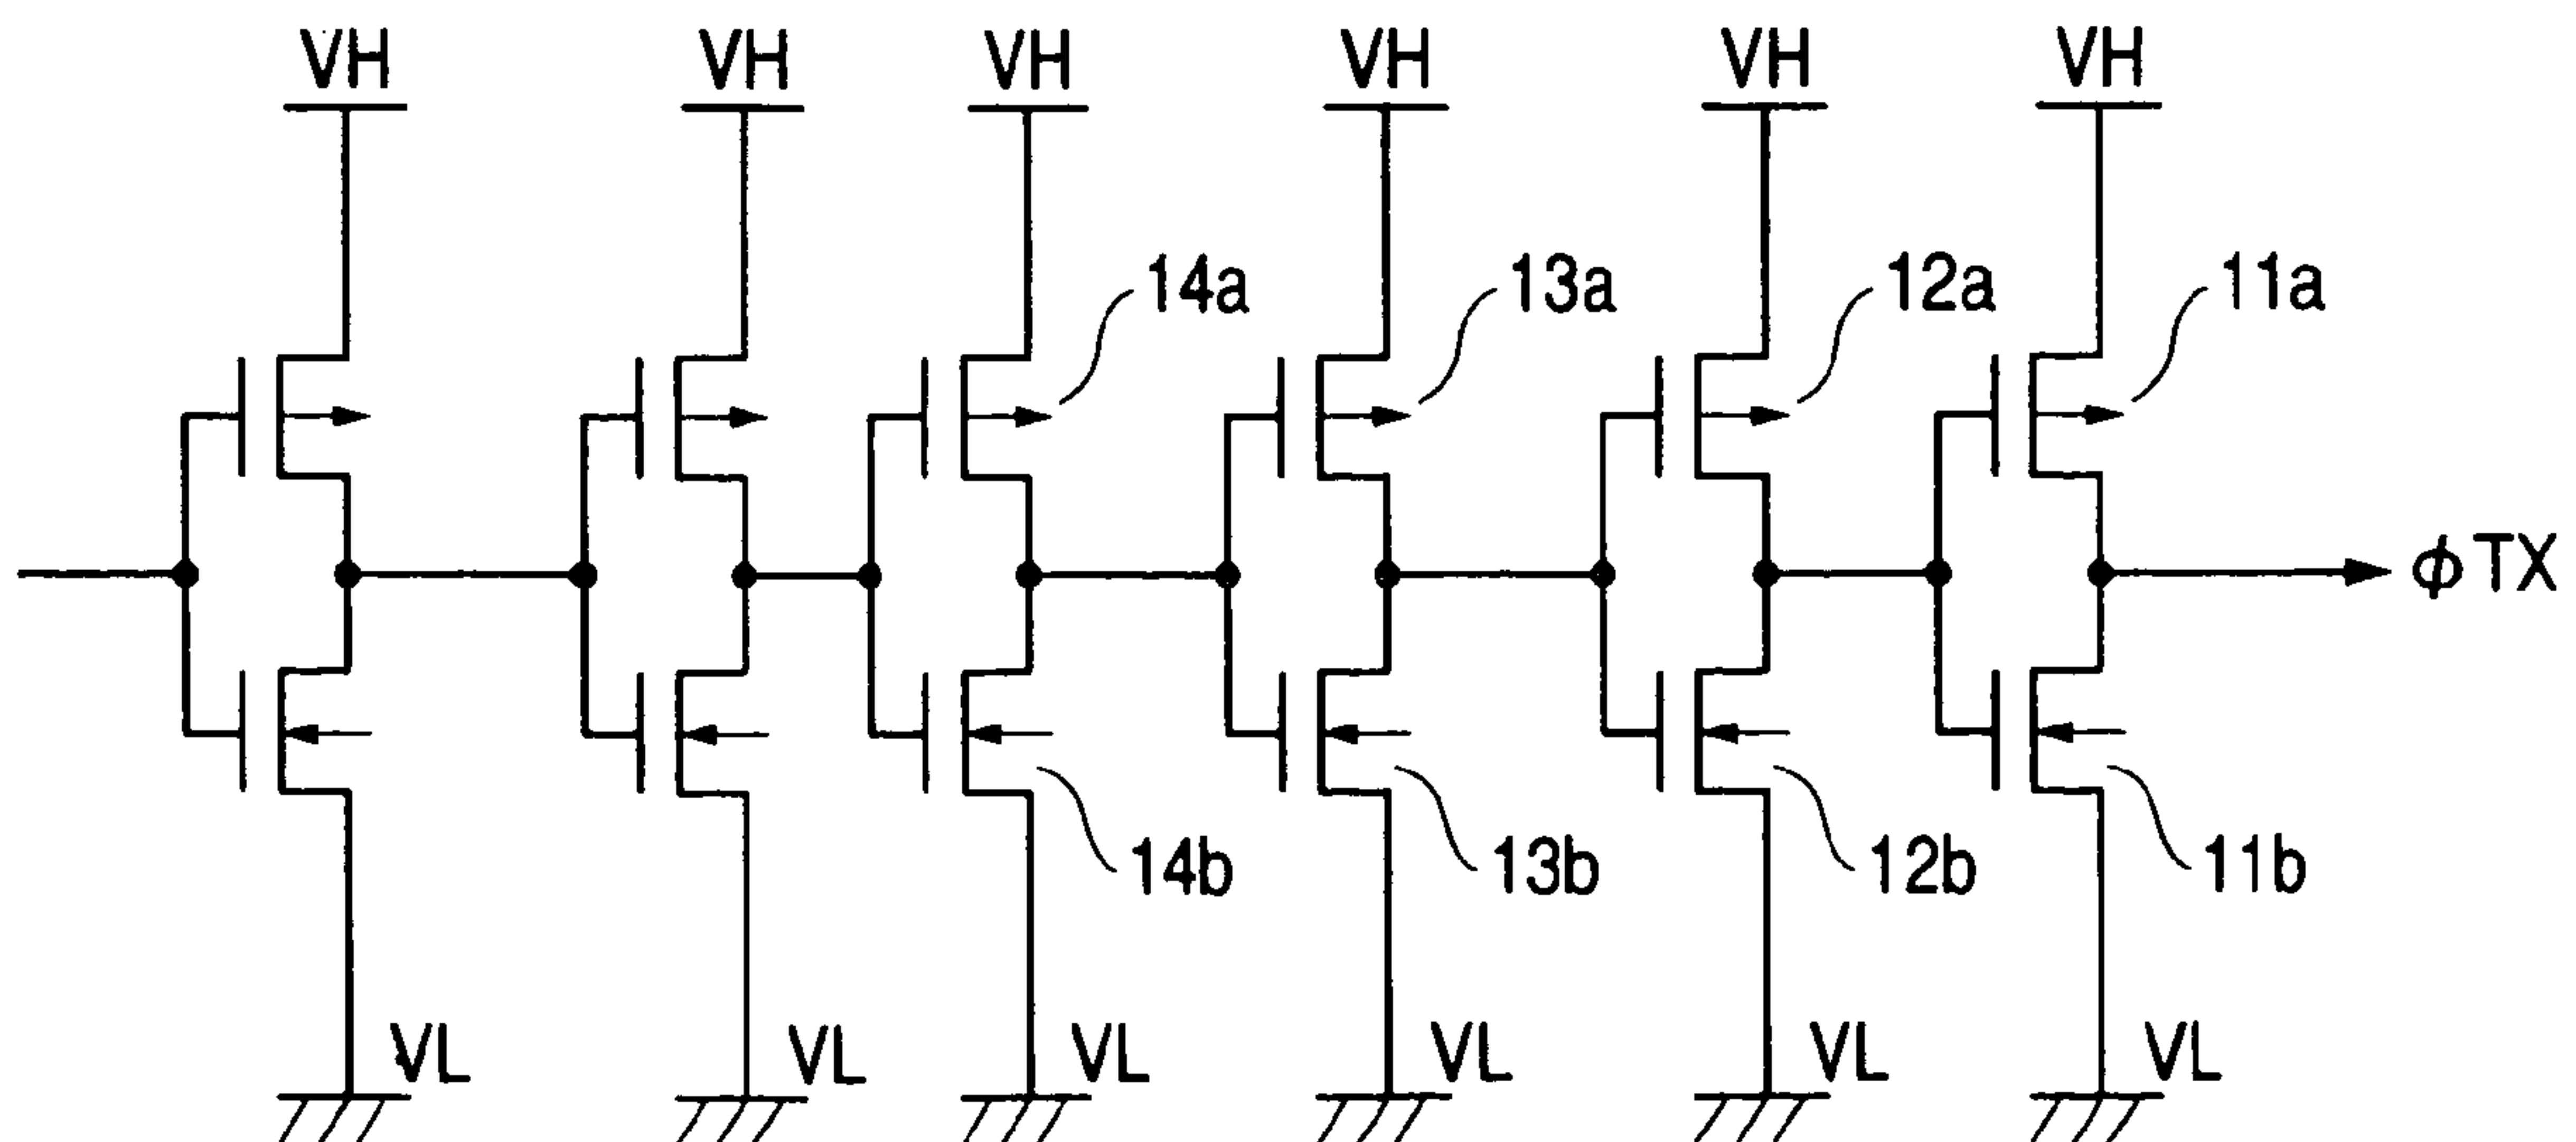 VH VH VH VH VH VH
14a 13a 12a 11a
ϕTX
14b 13b 12b 11b
VL VL VL VL VL VL